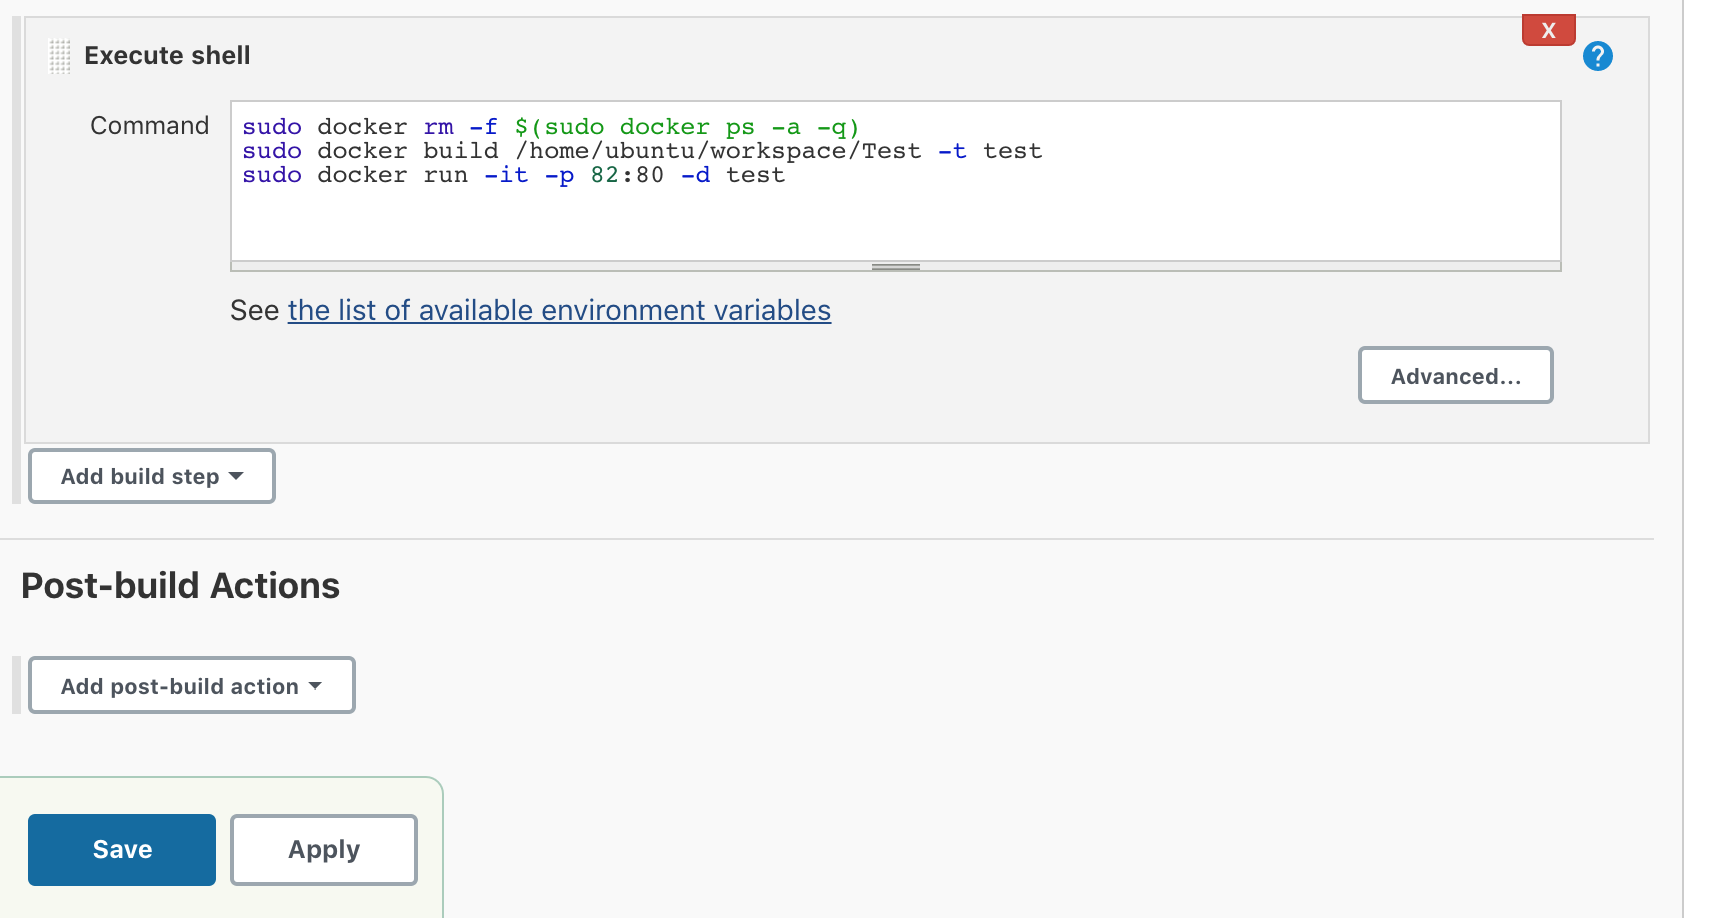 X
Execute shell
?
Command
sudo docker rm -f $(sudo docker ps -a -q)
sudo docker build /home/ubuntu/workspace/Test -t test
sudo docker run -it -p 82:80 -d test
See the list of available environment variables
Advanced...
Add build step
Post-build Actions
Add post-build action
Save
Apply